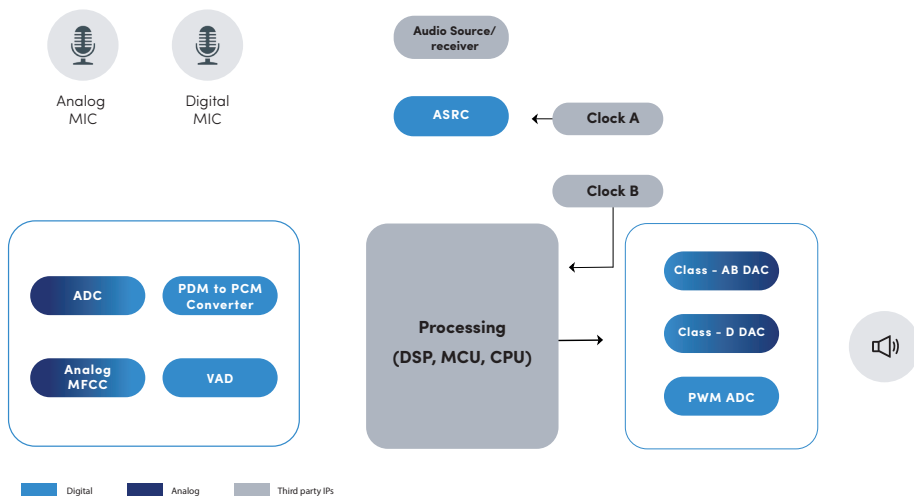 Analog
MIC
Digital
MIC
Audio Source/
receiver
ASRC
Clock A
Clock B
ADC
PDM to PCM
Converter
Analog
MFCC
VAD
Processing
(DSP, MCU, CPU)
Class - AB DAC
Class - D DAC
PWM ADC
Digital
Analog
Third party IPs